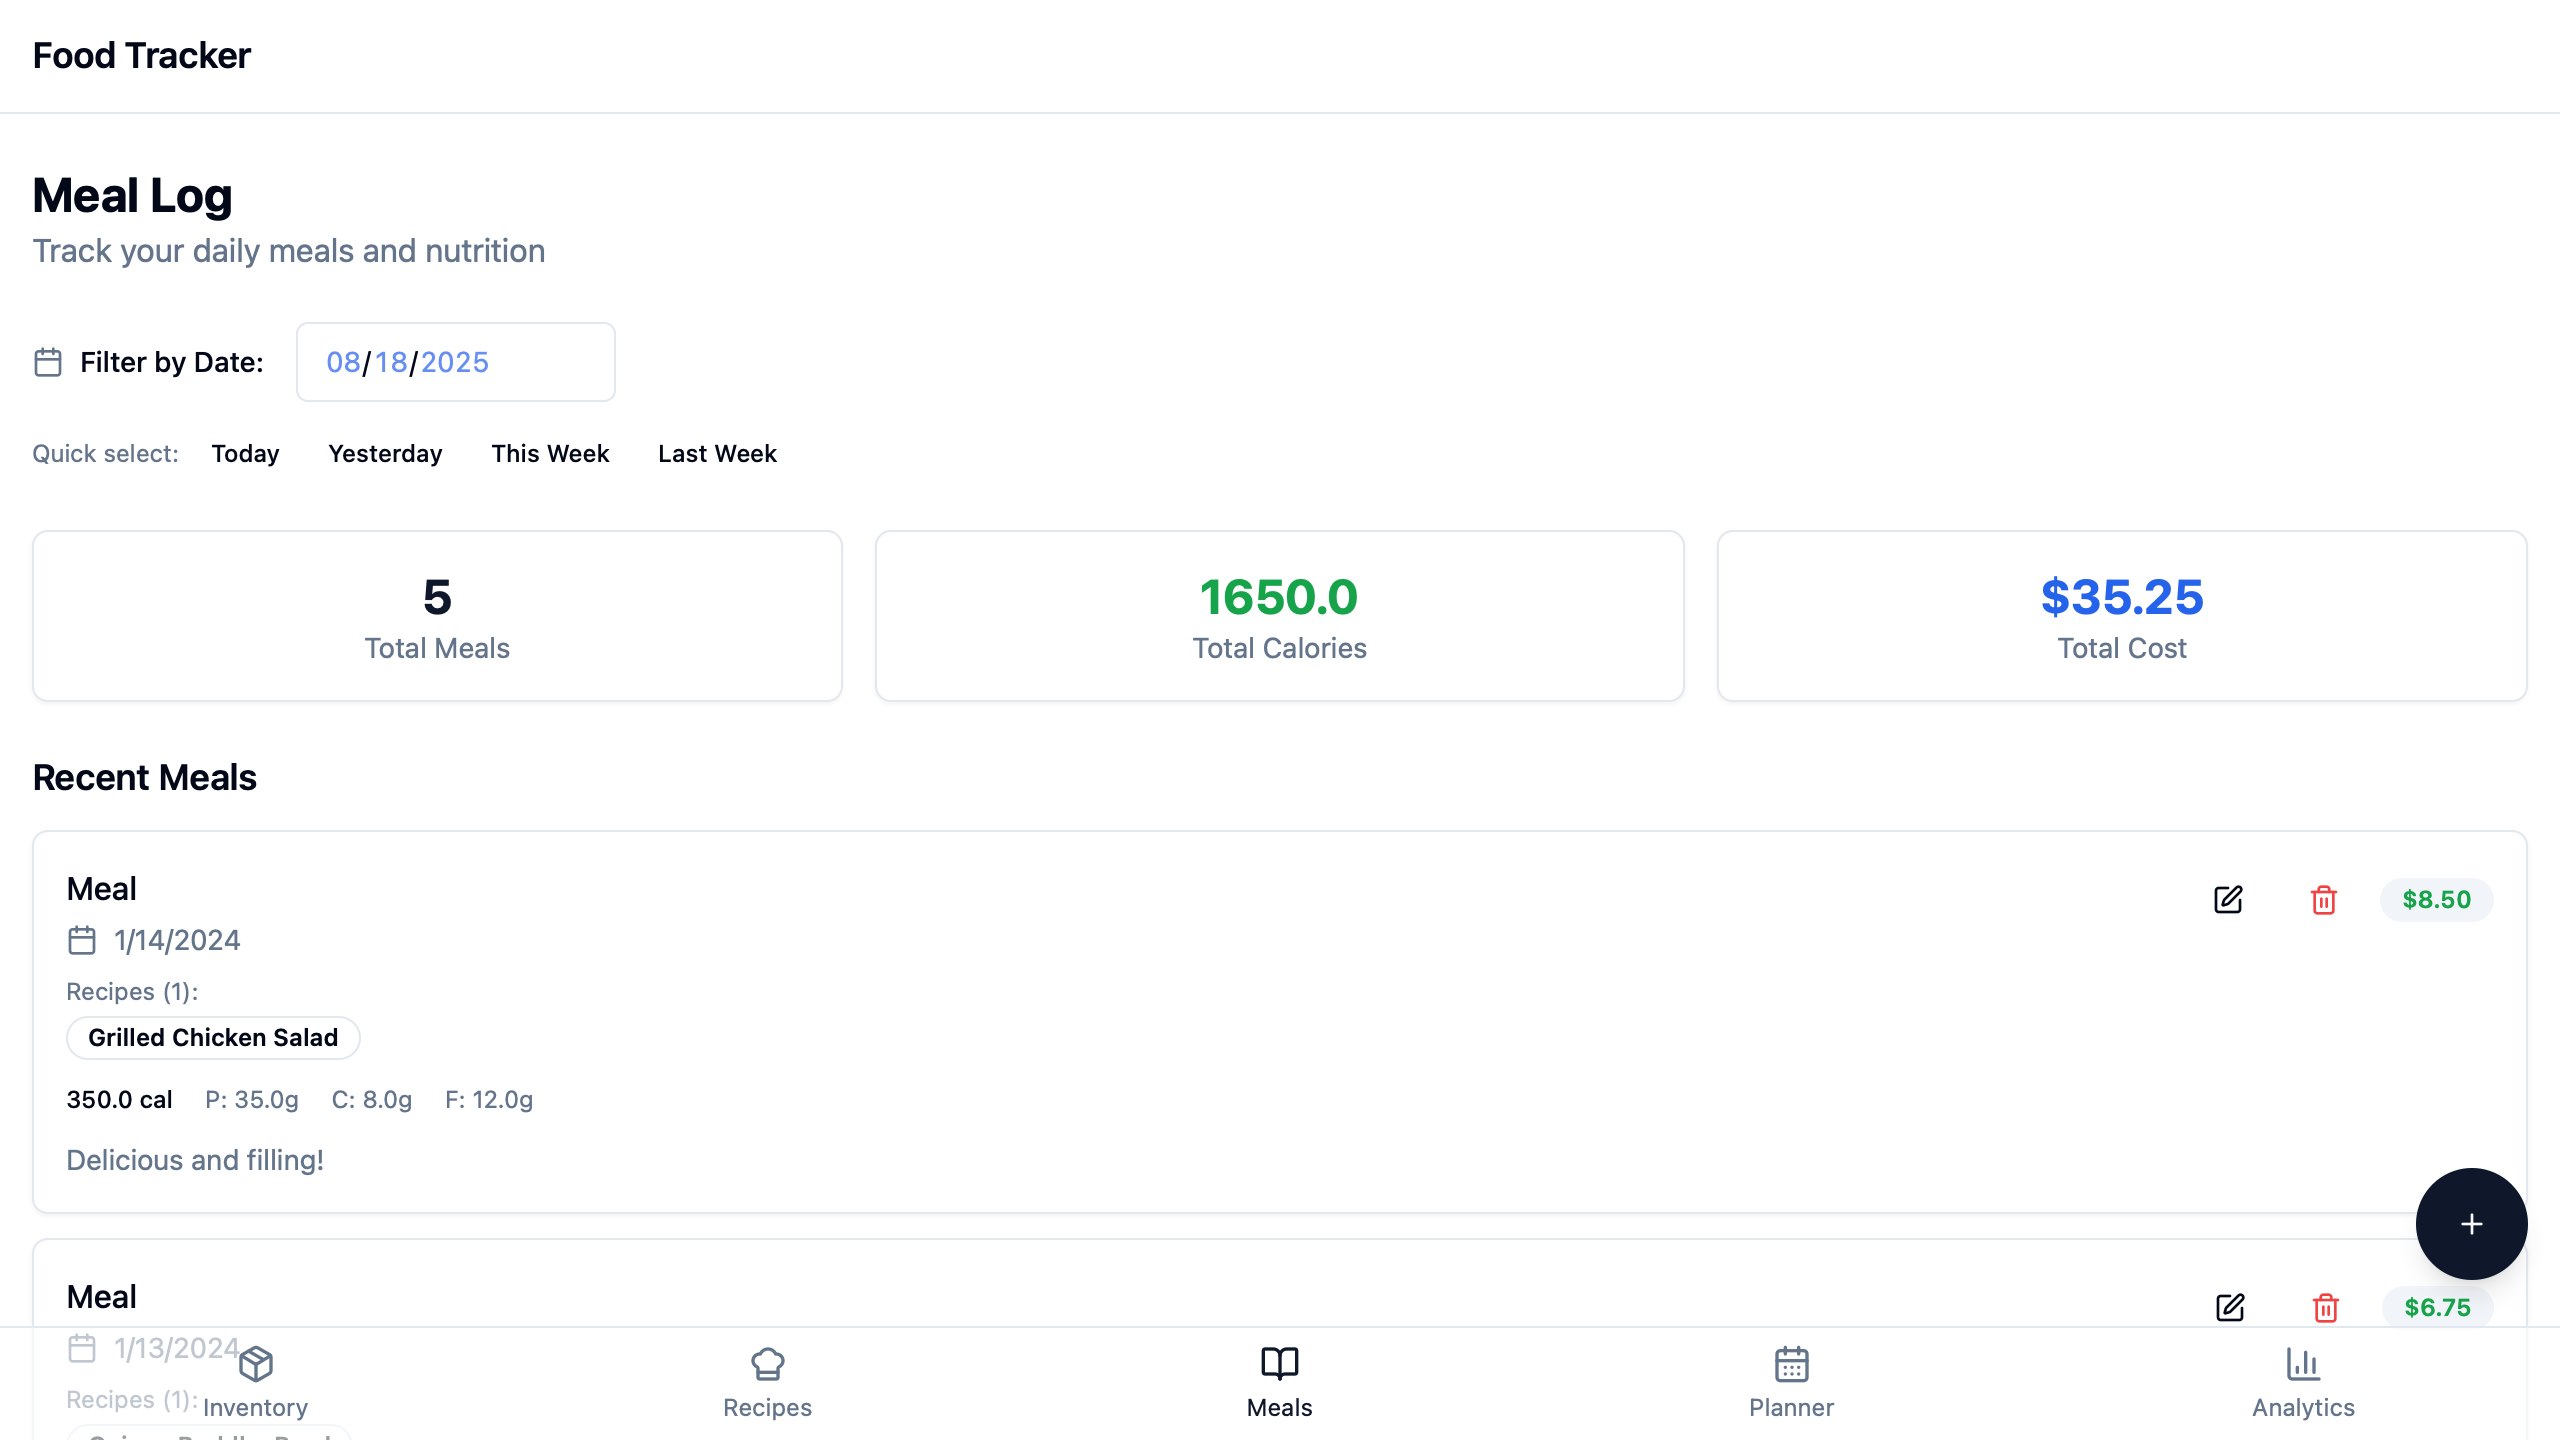 Food Tracker
Meal Log
Track your daily meals and nutrition
Filter by Date: 08/18/2025
Quick select: Today Yesterday This Week Last Week
5
Total Meals
1650.0
Total Calories
$35.25
Total Cost
Recent Meals
Meal
$8.50
1/14/2024
Recipes (1):
Grilled Chicken Salad
350.0 cal P: 35.0g C: 8.0g F: 12.0g
Delicious and filling!
Meal
$6.75
1/13/2024
Recipes (1):
Inventory Recipes Meals Planner Analytics